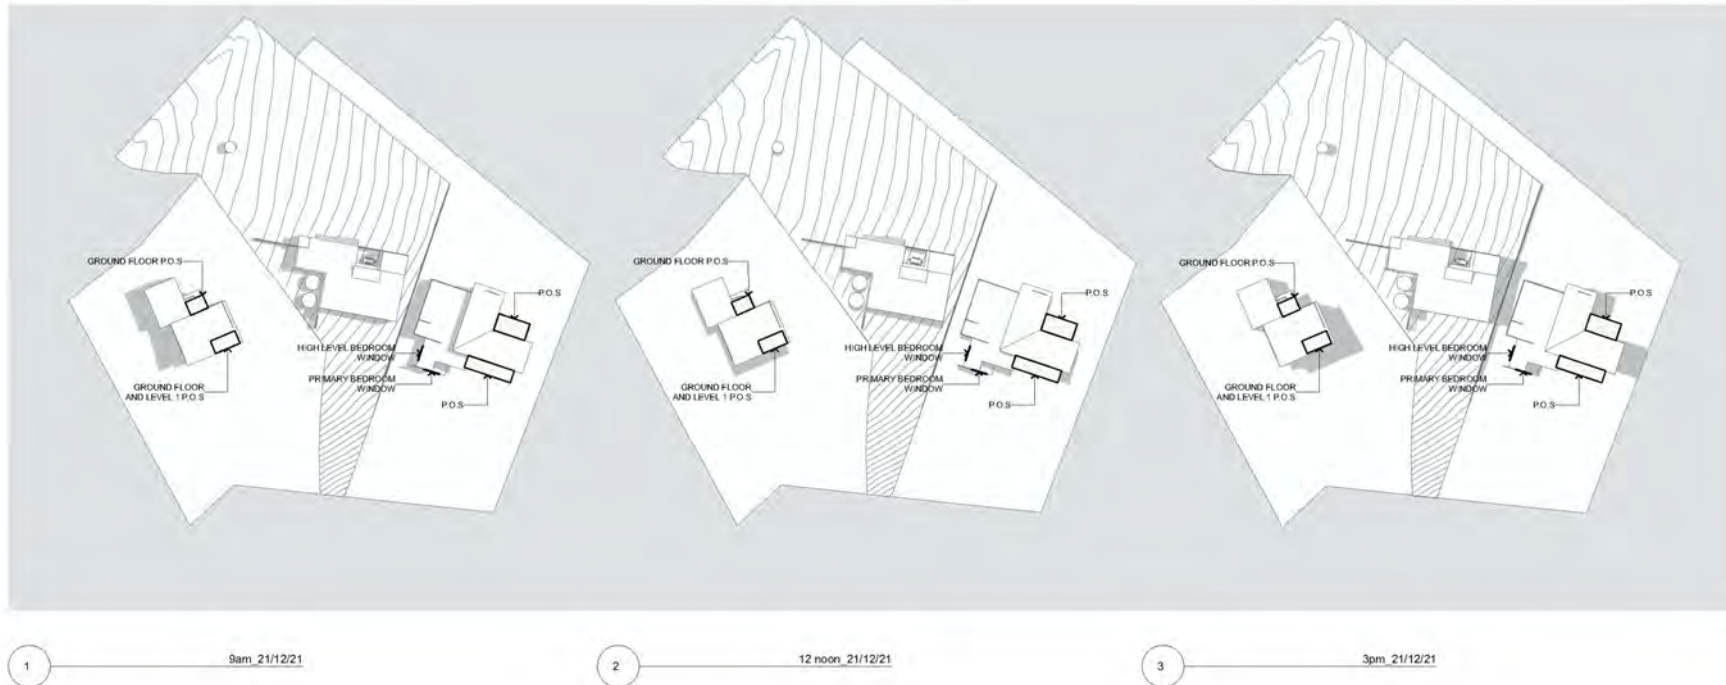 GROUND FLOOR P.O.S
P.O.S
HIGH LEVEL BEDROOM
WINDOW
PRIMARY BEDROOM
WINDOW
GROUND FLOOR
AND LEVEL 1 P.O.S
P.O.S
GROUND FLOOR P.O.S
P.O.S
HIGH LEVEL BEDROOM
WINDOW
PRIMARY BEDROOM
WINDOW
GROUND FLOOR
AND LEVEL 1 P.O.S
P.O.S
GROUND FLOOR P.O.S
P.O.S
HIGH LEVEL BEDROOM
WINDOW
PRIMARY BEDROOM
WINDOW
GROUND FLOOR
AND LEVEL 1 P.O.S
P.O.S
1 9am_21/12/21
2 12 noon_21/12/21
3 3pm_21/12/21